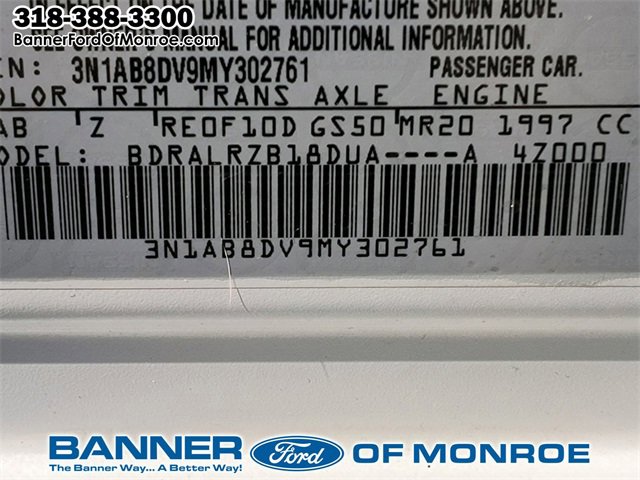 318-388-3300
BannerFordOfMonroe.com
DATE OF MANUFACTURE SHOWN ABOVE.
MANUAL FOR ADDITIONAL INFORMATION.
IN: 3N1AB8DV9MY302761 PASSENGER CAR.
OLOR TRIM TRANS AXLE ENGINE
AB Z RE0F10D GS50 MR20 1997 CC
ODEL: BDRALRZB18DUA----A 4Z000
3N1AB8DV9MY302761
BANNER Ford OF MONROE
The Banner Way... A Better Way!